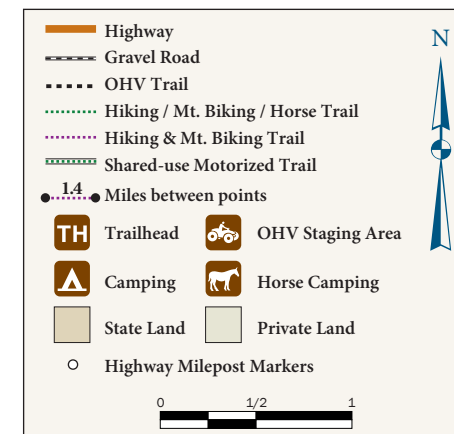 Highway
N
Gravel Road
OHV Trail
Hiking / Mt. Biking / Horse Trail
Hiking & Mt. Biking Trail
Shared-use Motorized Trail
1.4 Miles between points
TH Trailhead OHV Staging Area
Camping Horse Camping
State Land Private Land
Highway Milepost Markers
0 1/2 1